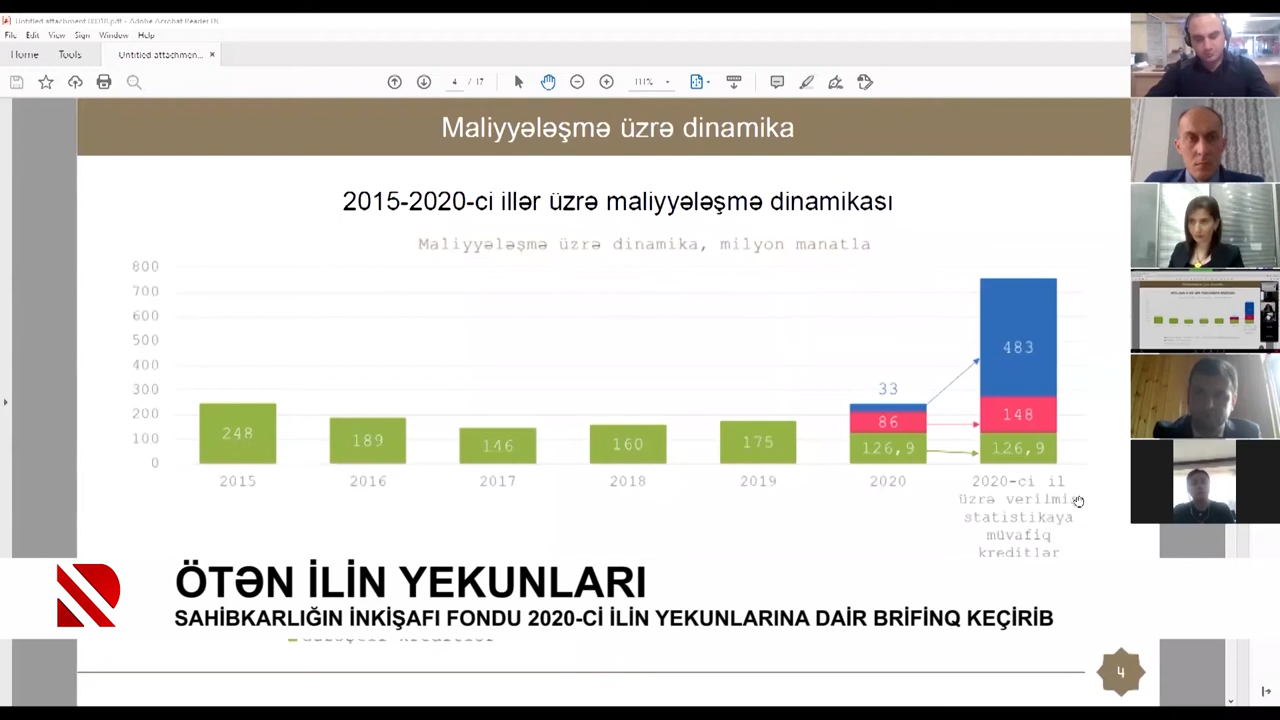 Untitled attachment 00018.pdf - Adobe Acrobat Reader DC
File Edit View Sign Window Help
Home Tools Untitled attachmen... ×
4 / 17 111%
Maliyyələşmə üzrə dinamika
2015-2020-ci illər üzrə maliyyələşmə dinamikası
Maliyyələşmə üzrə dinamika, milyon manatla
800
700
600
500
400
300
200
100
0
248
189
146
160
175
33
86
126,9
483
148
126,9
2015
2016
2017
2018
2019
2020
2020-ci il
üzrə verilmiş
statistikaya
müvafiq
kreditlər
ÖTƏN İLİN YEKUNLARI
SAHİBKARLIĞIN İNKİŞAFI FONDU 2020-Cİ İLİN YEKUNLARINA DAİR BRİFİNQ KEÇİRİB
4